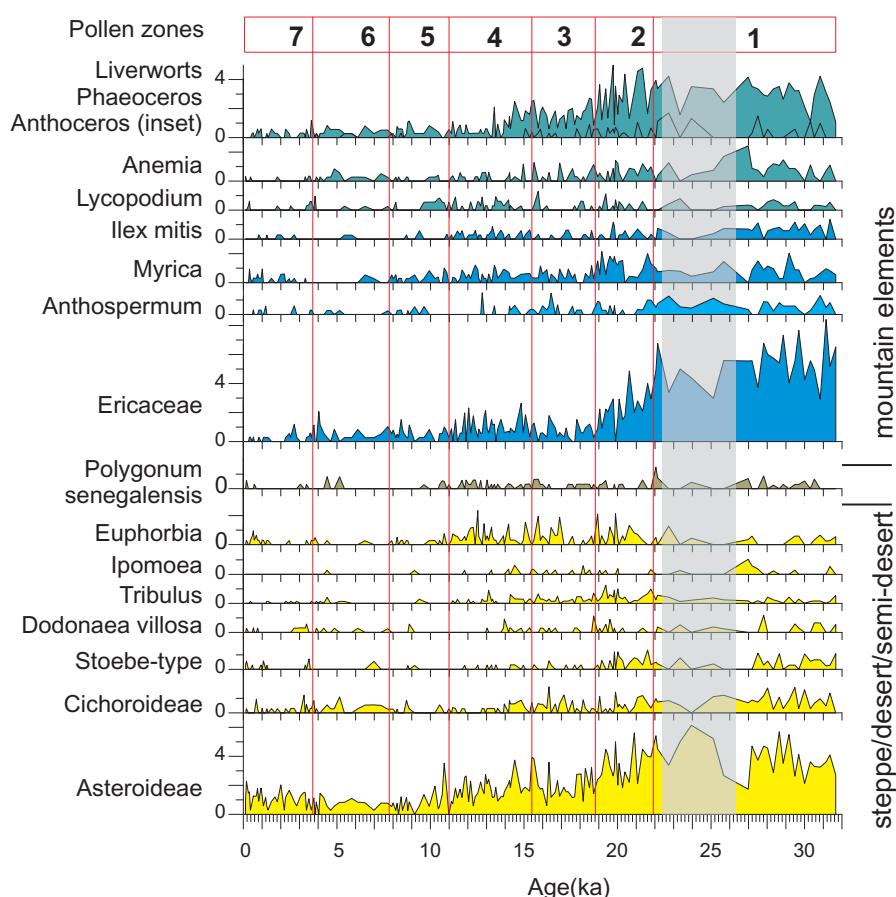 Pollen zones 7 6 5 4 3 2 1
Liverworts 4
Phaeoceros
Anthoceros (inset) 0
Anemia 0
Lycopodium 0
Ilex mitis 0
Myrica 0
Anthospermum 0
Ericaceae 4
0
Polygonum
senegalensis 0
Euphorbia 0
Ipomoea 0
Tribulus 0
Dodonaea villosa 0
Stoebe-type 0
Cichoroideae 0
Asteroideae 4
0
0 5 10 15 20 25 30
Age(ka)
mountain elements
steppe/desert/semi-desert